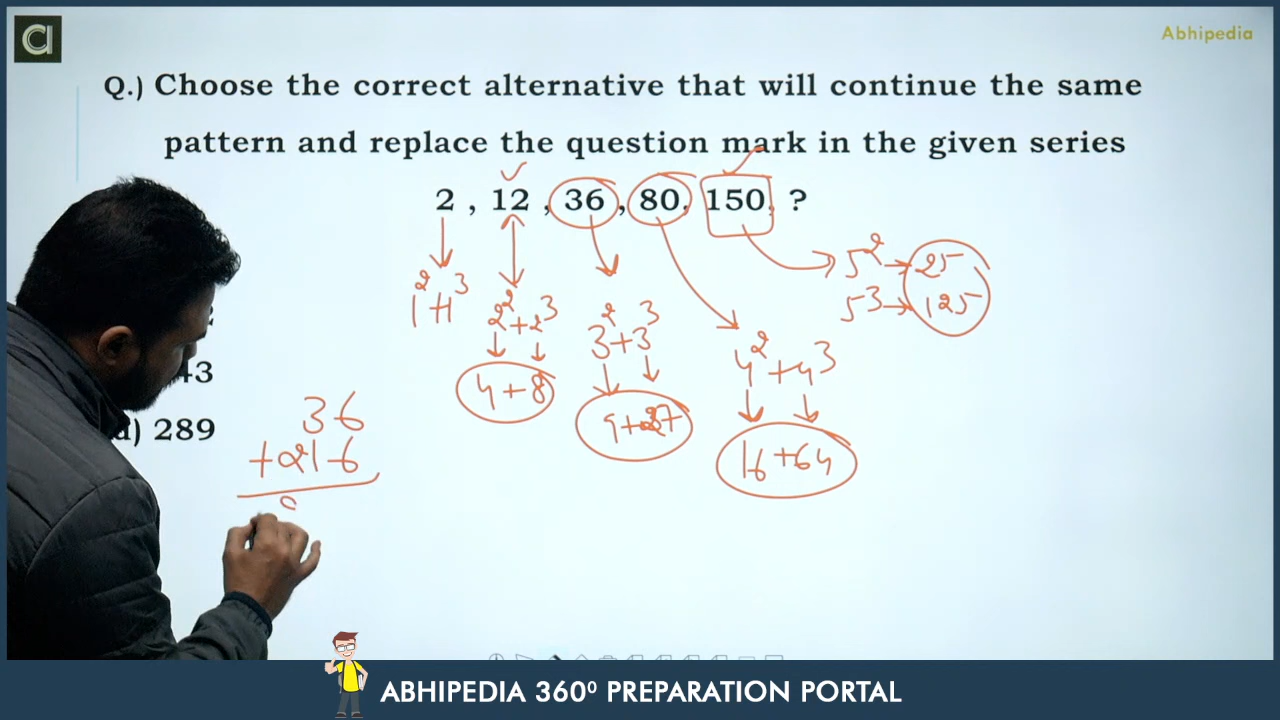 Abhipedia
Q.) Choose the correct alternative that will continue the same
pattern and replace the question mark in the given series
2 , 12 , 36 , 80, 150, ?
1² + 1³
2² + 2³
3² + 3³
4² + 4³
5² → 25
5³ → 125
4 + 8
9 + 27
16 + 64
43
d) 289
36
+ 216
ABHIPEDIA 360⁰ PREPARATION PORTAL